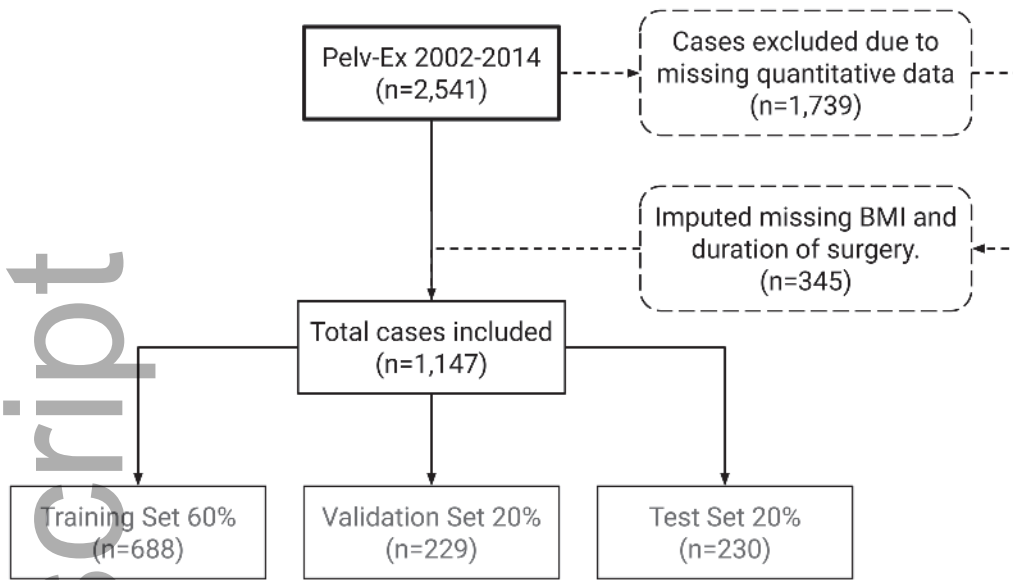 Pelv-Ex 2002-2014
(n=2,541)
Cases excluded due to
missing quantitative data
(n=1,739)
Imputed missing BMI and
duration of surgery.
(n=345)
Total cases included
(n=1,147)
Training Set 60%
(n=688)
Validation Set 20%
(n=229)
Test Set 20%
(n=230)
script